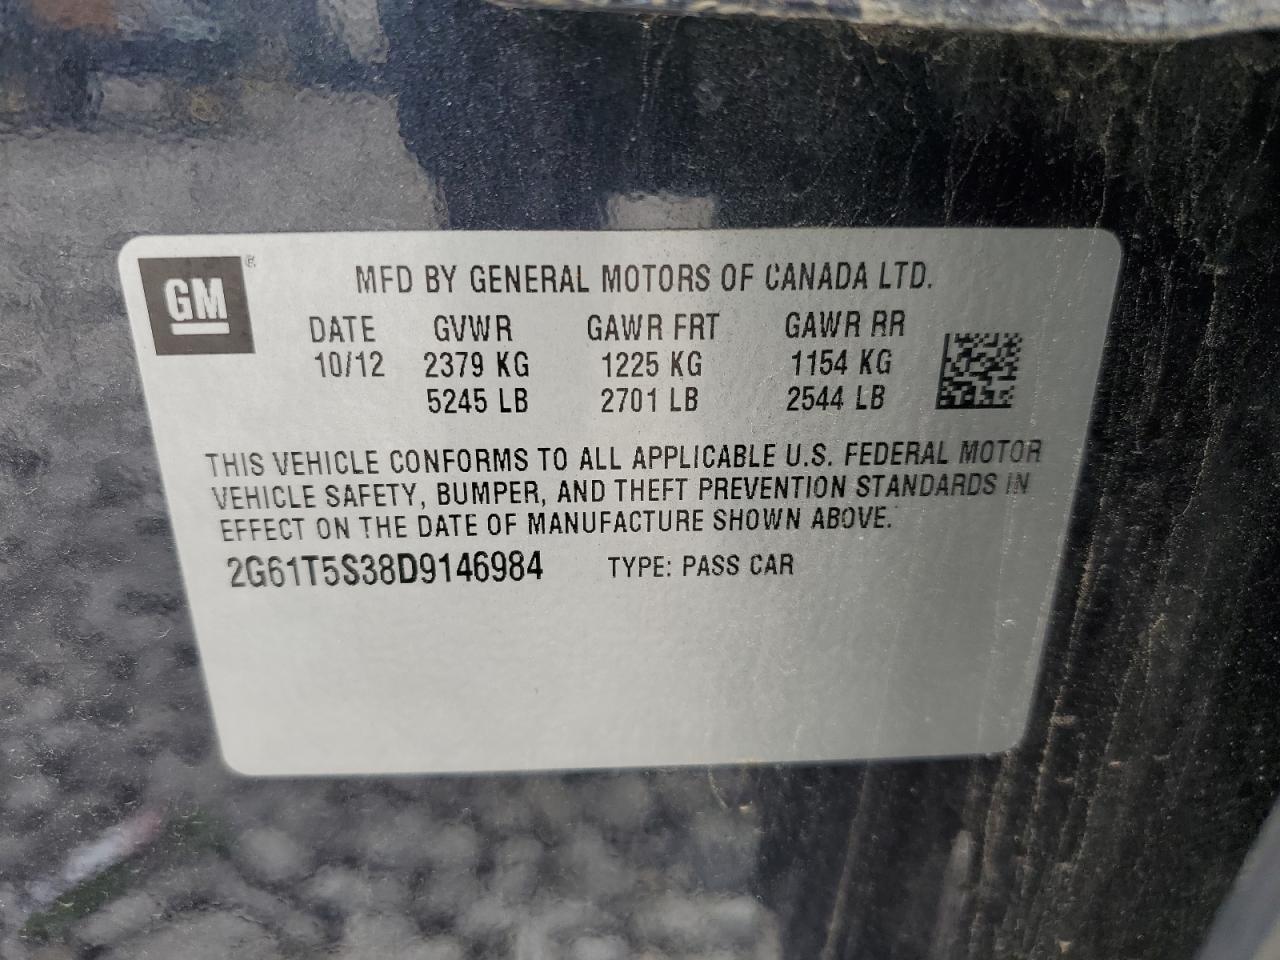 GM
MFD BY GENERAL MOTORS OF CANADA LTD.
DATE GVWR GAWR FRT GAWR RR
10/12 2379 KG 1225 KG 1154 KG
5245 LB 2701 LB 2544 LB
THIS VEHICLE CONFORMS TO ALL APPLICABLE U.S. FEDERAL MOTOR
VEHICLE SAFETY, BUMPER, AND THEFT PREVENTION STANDARDS IN
EFFECT ON THE DATE OF MANUFACTURE SHOWN ABOVE.
2G61T5S38D9146984 TYPE: PASS CAR